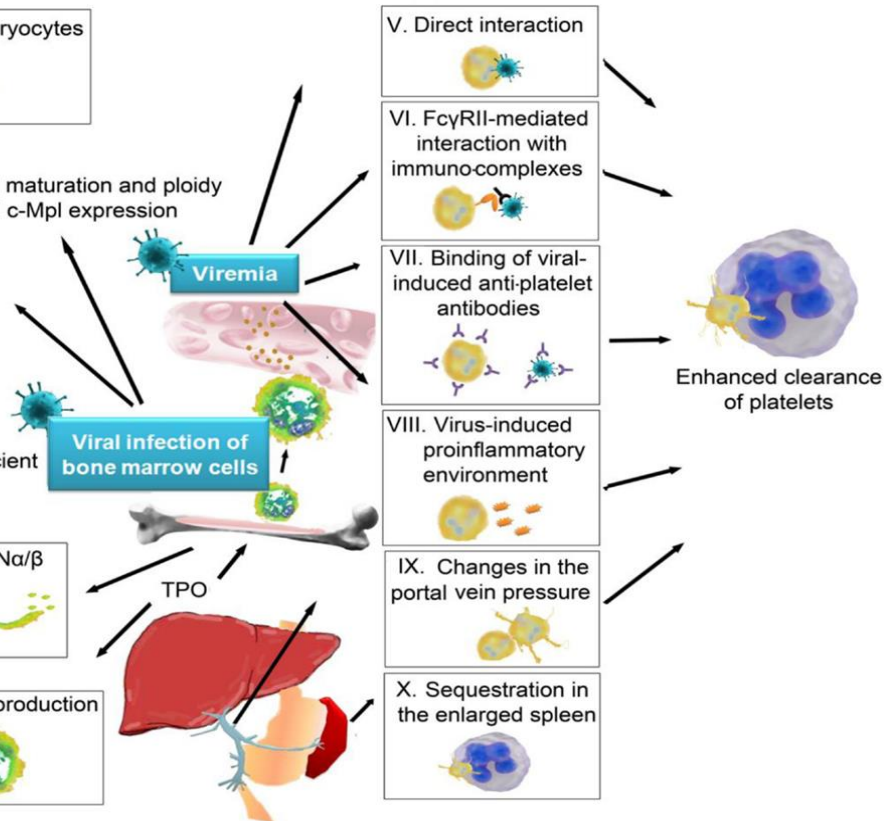 ryocytes
maturation and ploidy
c-Mpl expression
Viremia
Viral infection of
bone marrow cells
cient
Nα/β
TPO
production
V. Direct interaction
VI. FcγRII-mediated
interaction with
immuno-complexes
VII. Binding of viral-
induced anti-platelet
antibodies
VIII. Virus-induced
proinflammatory
environment
IX. Changes in the
portal vein pressure
X. Sequestration in
the enlarged spleen
Enhanced clearance
of platelets